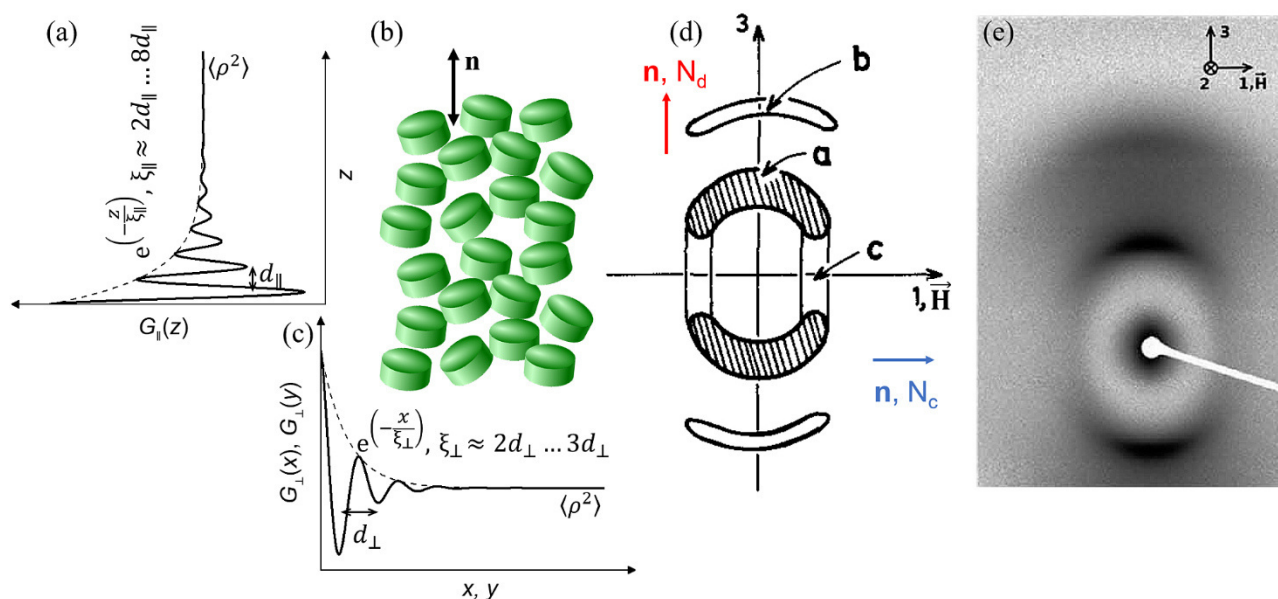 (a)
⟨ρ²⟩
e^(−z/ξ∥), ξ∥ ≈ 2d∥ … 8d∥
z
d∥
G∥(z)
(b)
n
(c)
G⊥(x), G⊥(y)
e^(−x/ξ⊥), ξ⊥ ≈ 2d⊥ … 3d⊥
⟨ρ²⟩
d⊥
x, y
(d)
3
n, N_d
b
a
c
1, H⃗
n, N_c
(e)
3
2
1, H⃗